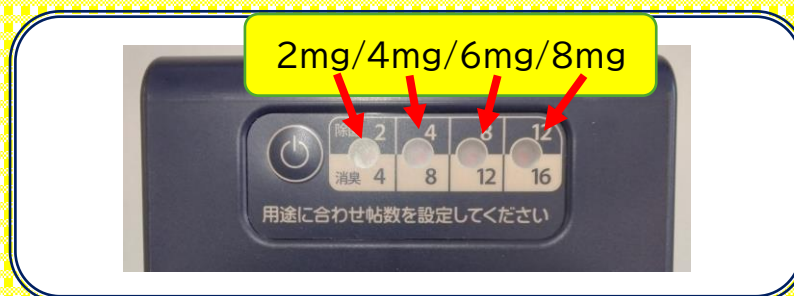 2mg/4mg/6mg/8mg
除菌 2 4 8 12
消臭 4 8 12 16
用途に合わせ帖数を設定してください